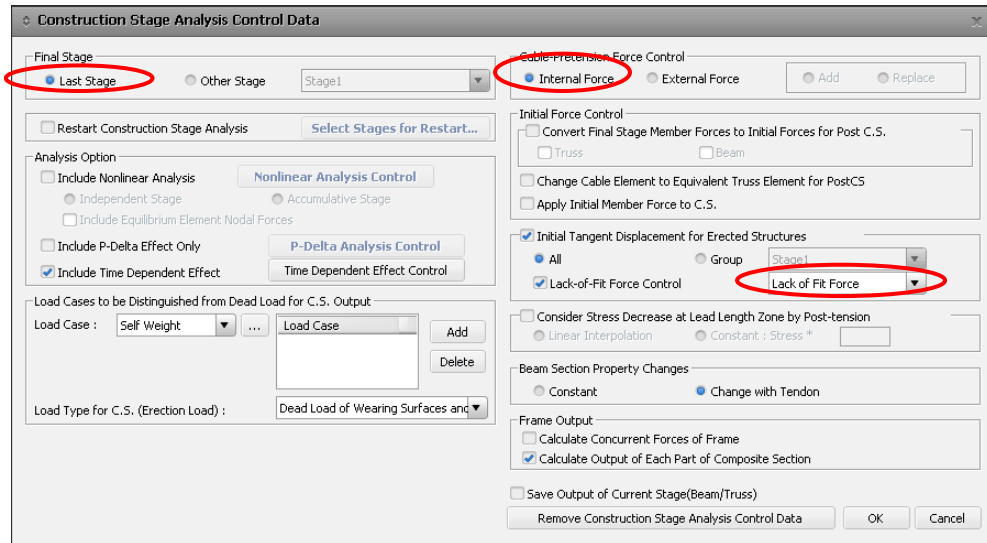 Construction Stage Analysis Control Data
Final Stage
Last Stage
Other Stage
Stage1
Restart Construction Stage Analysis
Select Stages for Restart...
Analysis Option
Include Nonlinear Analysis
Nonlinear Analysis Control
Independent Stage
Accumulative Stage
Include Equilibrium Element Nodal Forces
Include P-Delta Effect Only
P-Delta Analysis Control
Include Time Dependent Effect
Time Dependent Effect Control
Load Cases to be Distinguished from Dead Load for C.S. Output
Load Case :
Self Weight
...
Load Case
Add
Delete
Load Type for C.S. (Erection Load) :
Dead Load of Wearing Surfaces and
Cable-Pretension Force Control
Internal Force
External Force
Add
Replace
Initial Force Control
Convert Final Stage Member Forces to Initial Forces for Post C.S.
Truss
Beam
Change Cable Element to Equivalent Truss Element for PostCS
Apply Initial Member Force to C.S.
Initial Tangent Displacement for Erected Structures
All
Group
Stage1
Lack-of-Fit Force Control
Lack of Fit Force
Consider Stress Decrease at Lead Length Zone by Post-tension
Linear Interpolation
Constant : Stress *
Beam Section Property Changes
Constant
Change with Tendon
Frame Output
Calculate Concurrent Forces of Frame
Calculate Output of Each Part of Composite Section
Save Output of Current Stage(Beam/Truss)
Remove Construction Stage Analysis Control Data
OK
Cancel